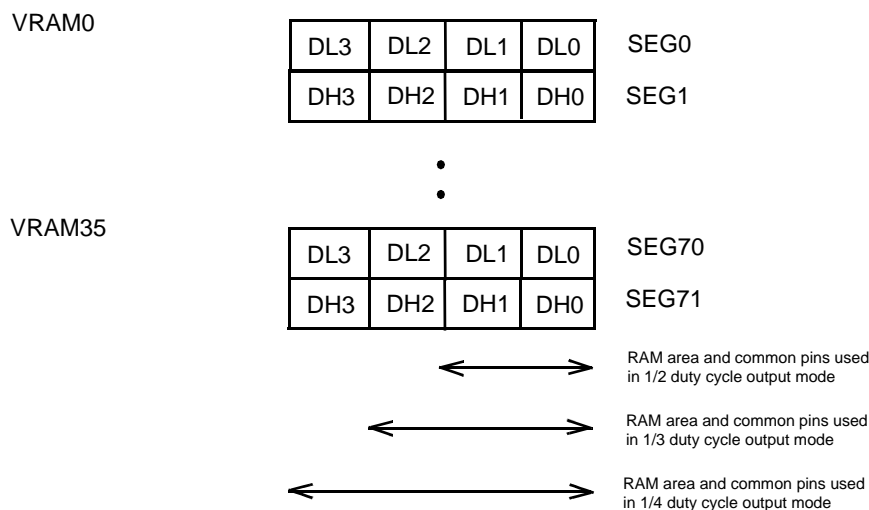 VRAM0
DL3 DL2 DL1 DL0 SEG0
DH3 DH2 DH1 DH0 SEG1
VRAM35
DL3 DL2 DL1 DL0 SEG70
DH3 DH2 DH1 DH0 SEG71
RAM area and common pins used
in 1/2 duty cycle output mode
RAM area and common pins used
in 1/3 duty cycle output mode
RAM area and common pins used
in 1/4 duty cycle output mode